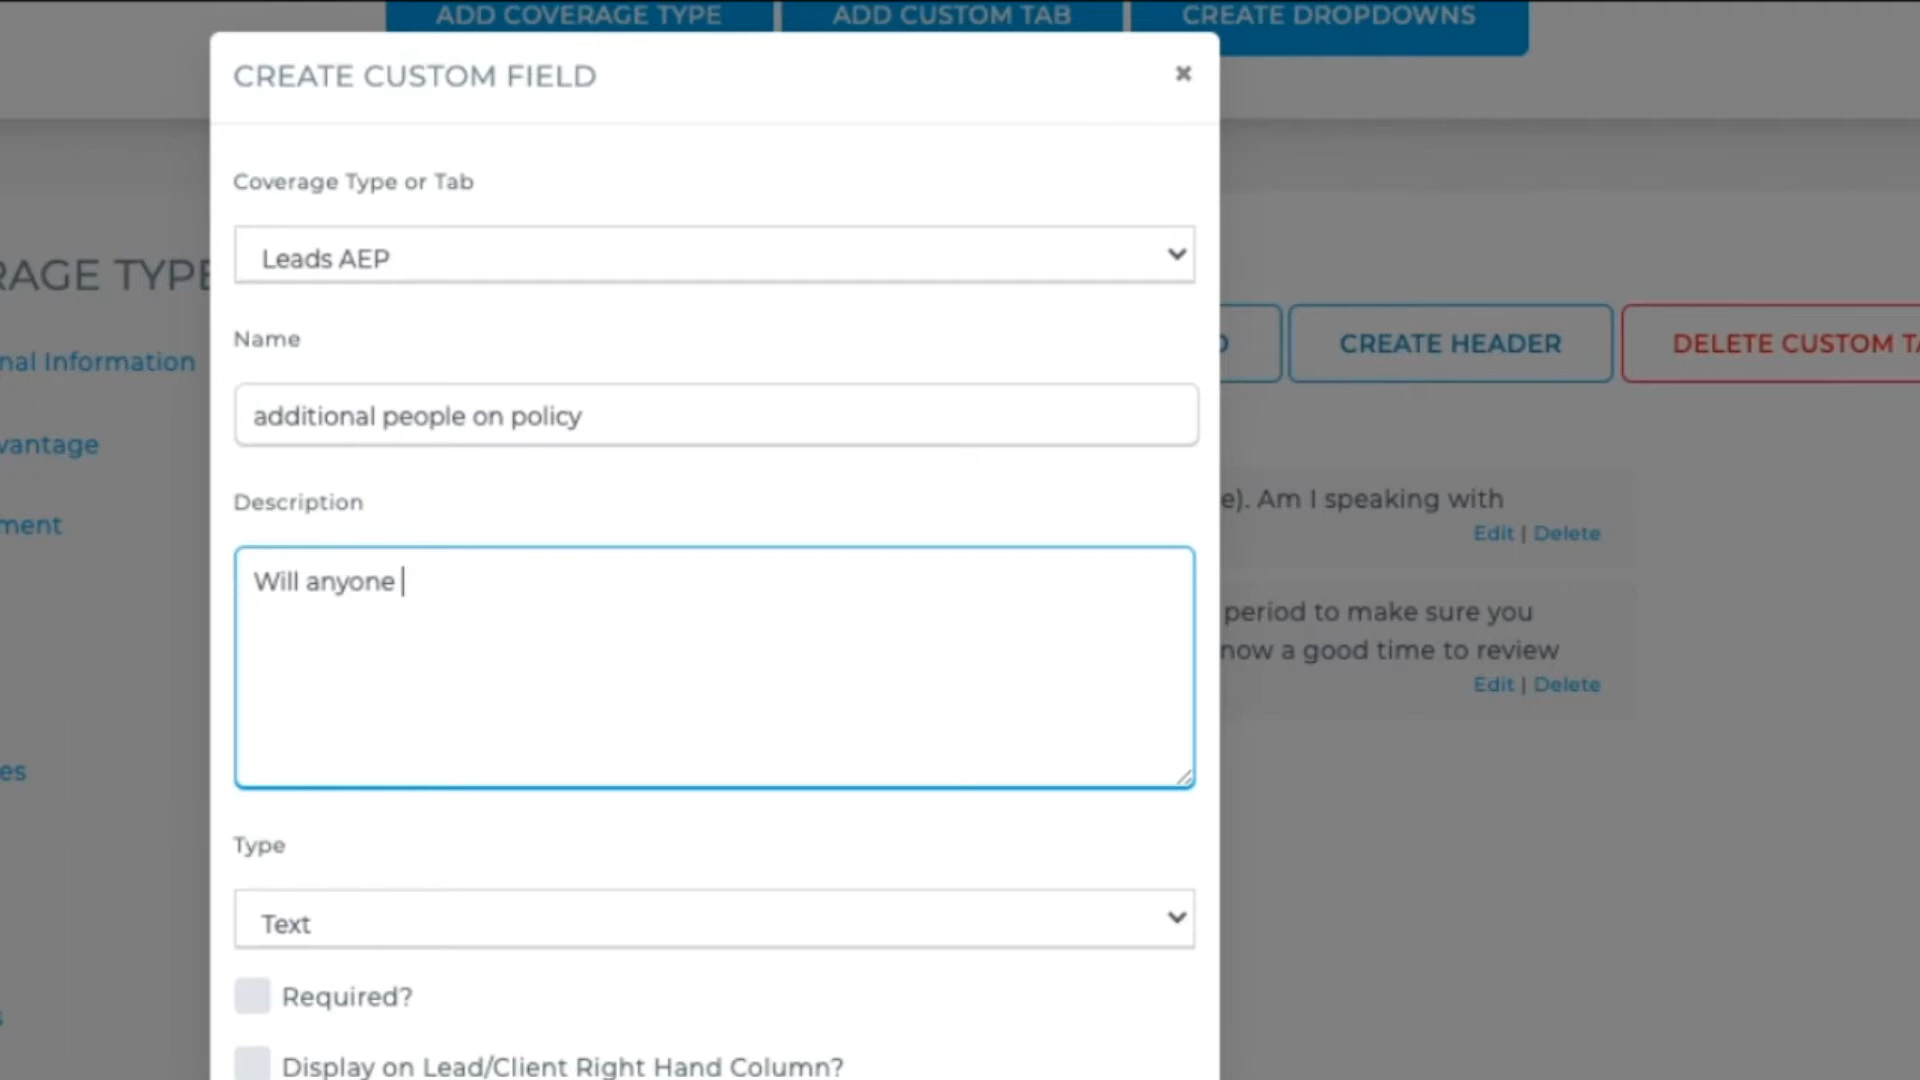 ADD COVERAGE TYPE
ADD CUSTOM TAB
CREATE DROPDOWNS
CREATE CUSTOM FIELD
Coverage Type or Tab
Leads AEP
Name
additional people on policy
Description
Will anyone
Type
Text
Required?
Display on Lead/Client Right Hand Column?
RAGE TYPE
nal Information
vantage
ment
es
s
CREATE HEADER
DELETE CUSTOM TA
e). Am I speaking with
Edit | Delete
period to make sure you
now a good time to review
Edit | Delete